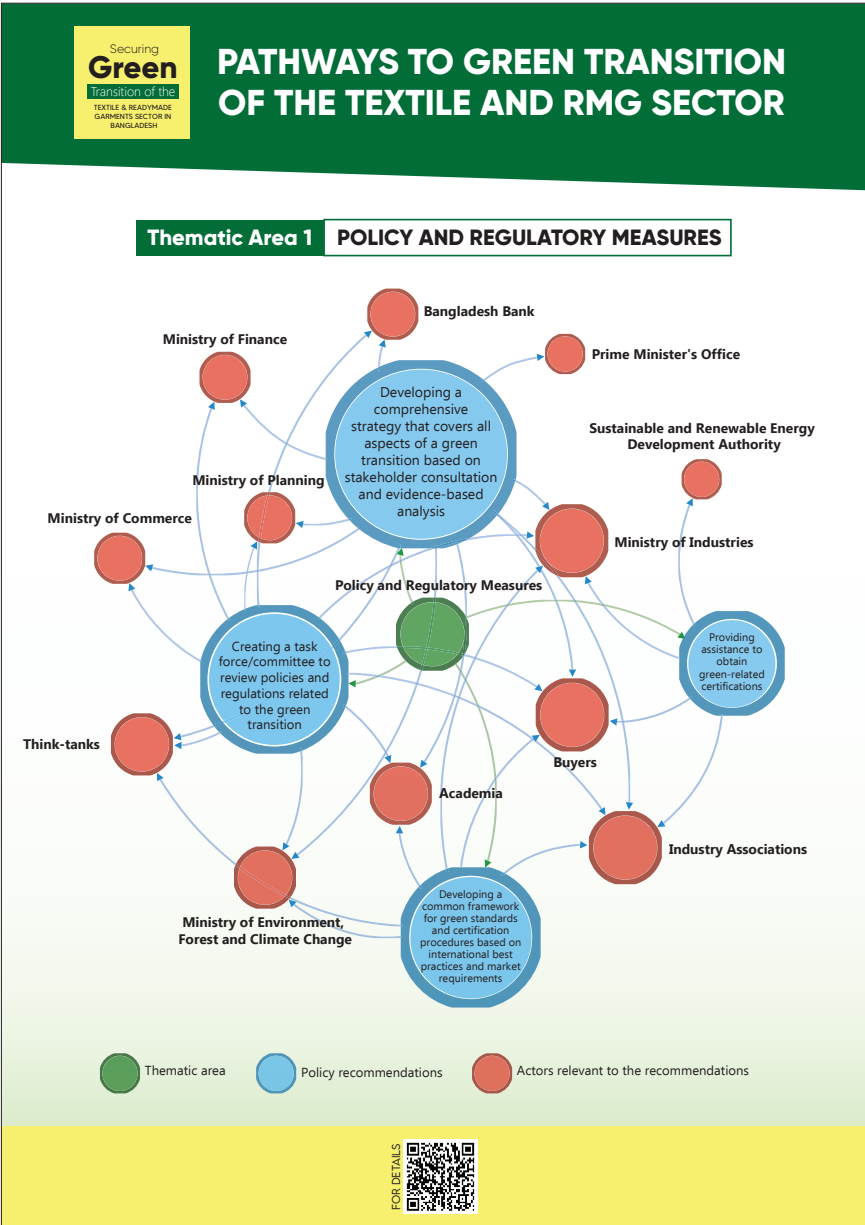 Securing
Green
Transition of the
TEXTILE & READYMADE
GARMENTS SECTOR IN
BANGLADESH
PATHWAYS TO GREEN TRANSITION
OF THE TEXTILE AND RMG SECTOR
Thematic Area 1
POLICY AND REGULATORY MEASURES
Bangladesh Bank
Ministry of Finance
Prime Minister's Office
Developing a
comprehensive
strategy that covers all
aspects of a green
transition based on
stakeholder consultation
and evidence-based
analysis
Sustainable and Renewable Energy
Development Authority
Ministry of Planning
Ministry of Commerce
Ministry of Industries
Policy and Regulatory Measures
Creating a task
force/committee to
review policies and
regulations related
to the green
transition
Providing
assistance to
obtain
green-related
certifications
Think-tanks
Buyers
Academia
Industry Associations
Ministry of Environment,
Forest and Climate Change
Developing a
common framework
for green standards
and certification
procedures based on
international best
practices and market
requirements
Thematic area
Policy recommendations
Actors relevant to the recommendations
FOR DETAILS